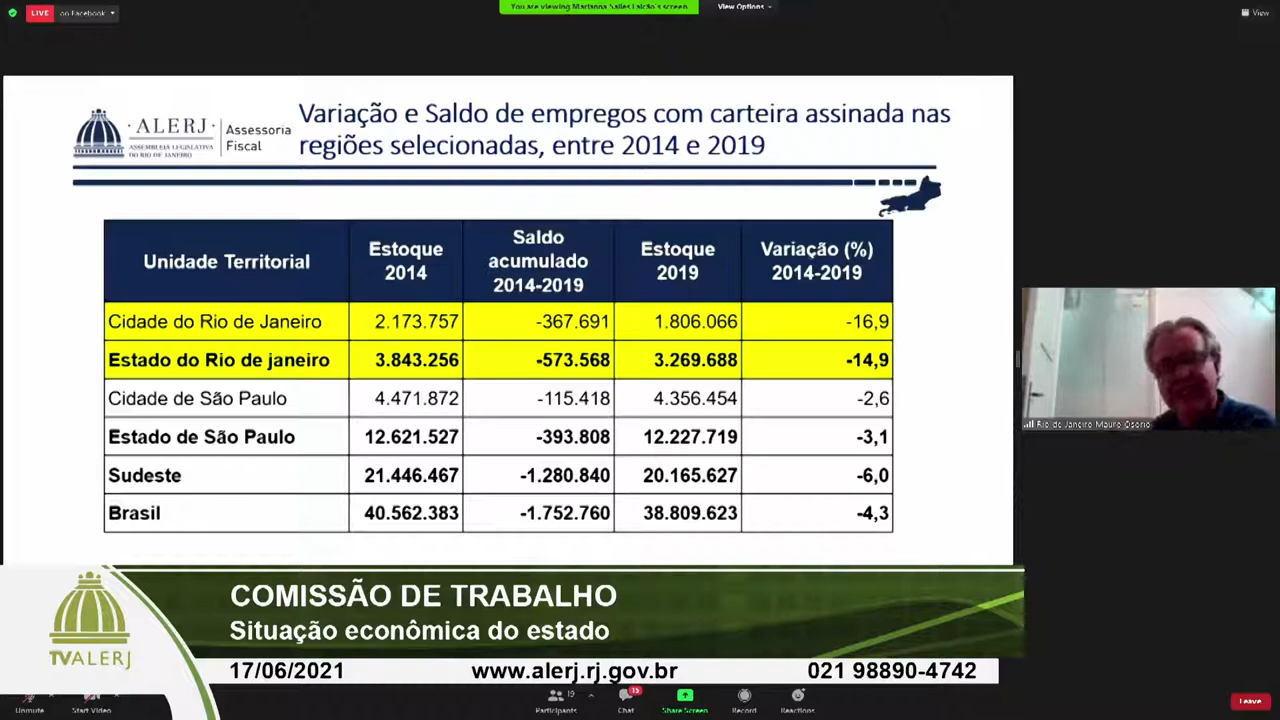 LIVE on Facebook
You are viewing Marianna Salles Falcão's screen
View Options
View
ALERJ
ASSEMBLEIA LEGISLATIVA
DO RIO DE JANEIRO
Assessoria
Fiscal
Variação e Saldo de empregos com carteira assinada nas
regiões selecionadas, entre 2014 e 2019
Unidade Territorial Estoque 2014 Saldo acumulado 2014-2019 Estoque 2019 Variação (%) 2014-2019
Cidade do Rio de Janeiro 2.173.757 -367.691 1.806.066 -16,9
Estado do Rio de janeiro 3.843.256 -573.568 3.269.688 -14,9
Cidade de São Paulo 4.471.872 -115.418 4.356.454 -2,6
Estado de São Paulo 12.621.527 -393.808 12.227.719 -3,1
Sudeste 21.446.467 -1.280.840 20.165.627 -6,0
Brasil 40.562.383 -1.752.760 38.809.623 -4,3
Rio de Janeiro Mauro Osorio
COMISSÃO DE TRABALHO
Situação econômica do estado
TVALERJ
17/06/2021 www.alerj.rj.gov.br 021 98890-4742
19 15
Unmute Start Video Participants Chat Share Screen Record Reactions Leave